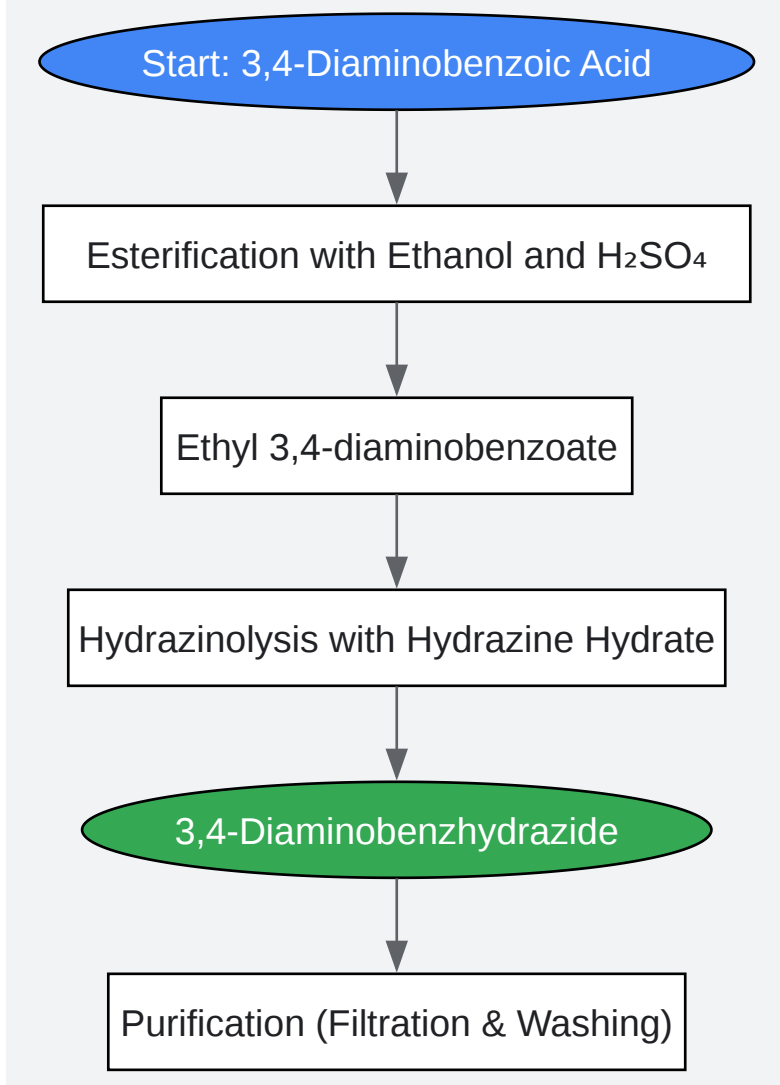 Start: 3,4-Diaminobenzoic Acid
Esterification with Ethanol and H₂SO₄
Ethyl 3,4-diaminobenzoate
Hydrazinolysis with Hydrazine Hydrate
3,4-Diaminobenzhydrazide
Purification (Filtration & Washing)